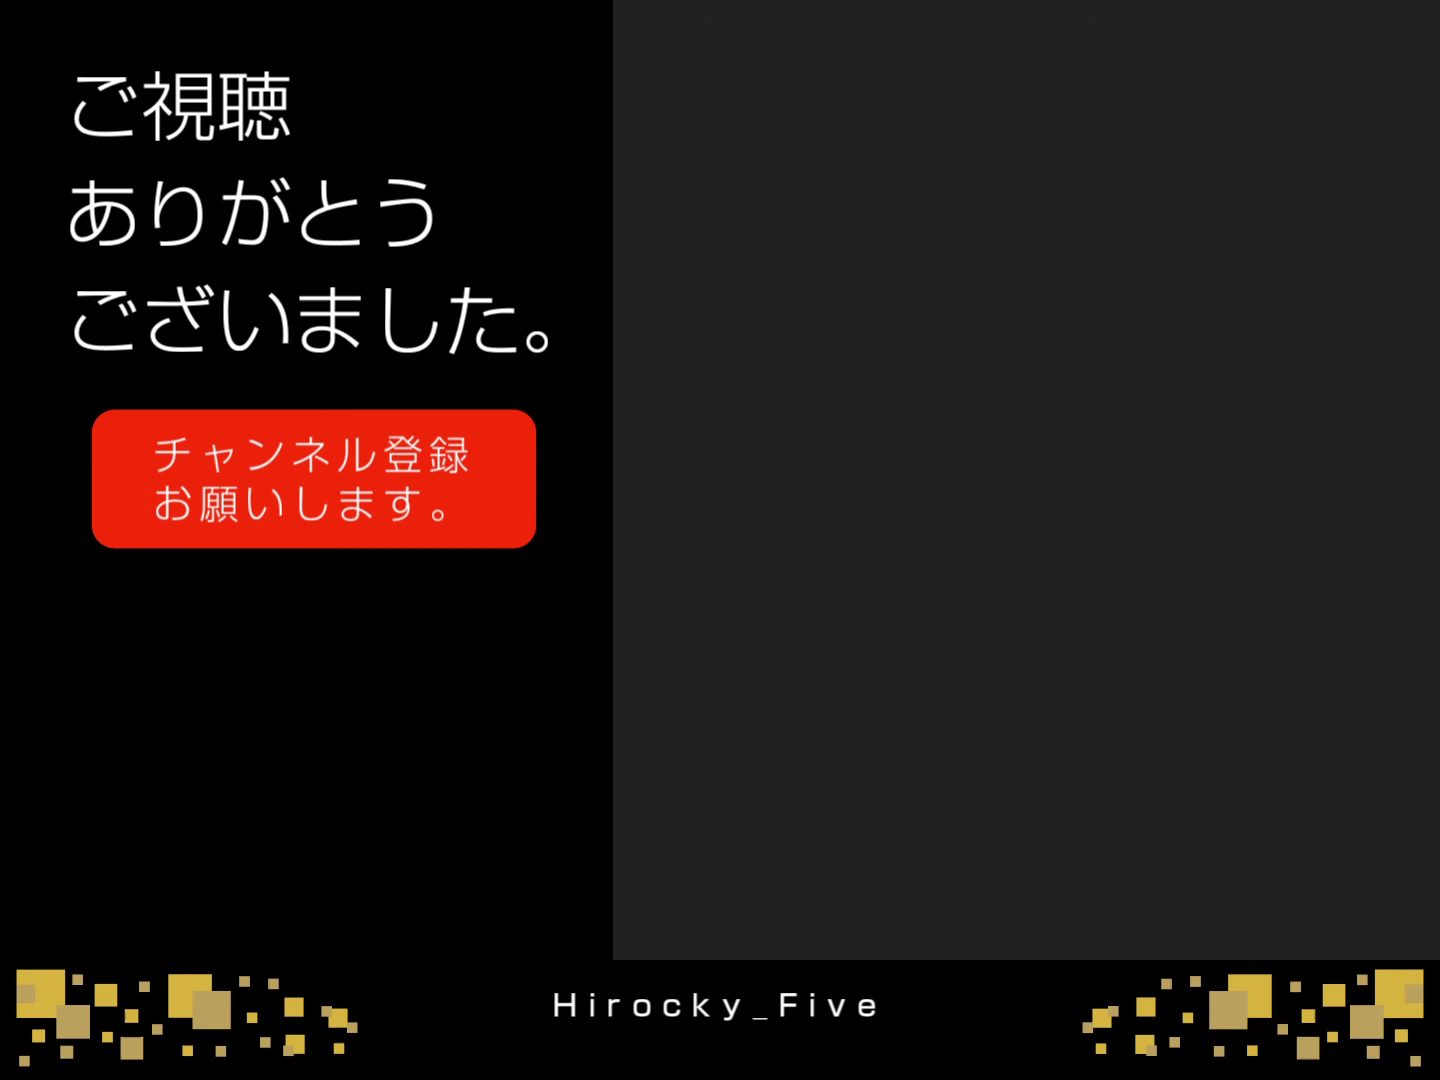 ご視聴
ありがとう
ございました。
チャンネル登録
お願いします。
Hirocky_Five